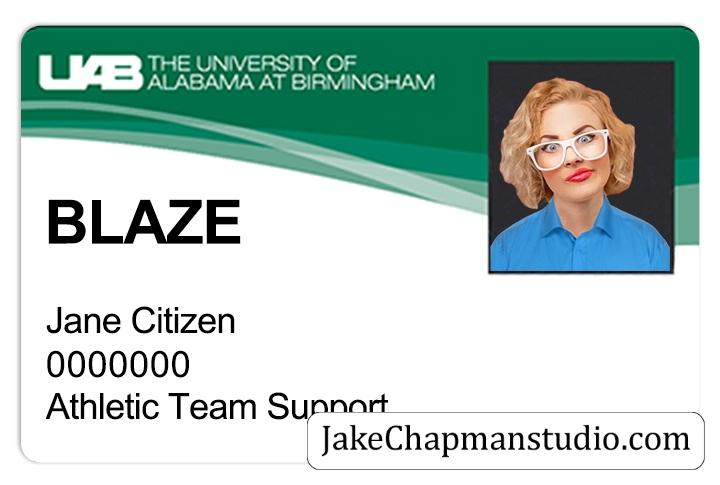 UAB THE UNIVERSITY OF
ALABAMA AT BIRMINGHAM
BLAZE
Jane Citizen
0000000
Athletic Team Support
JakeChapmanstudio.com